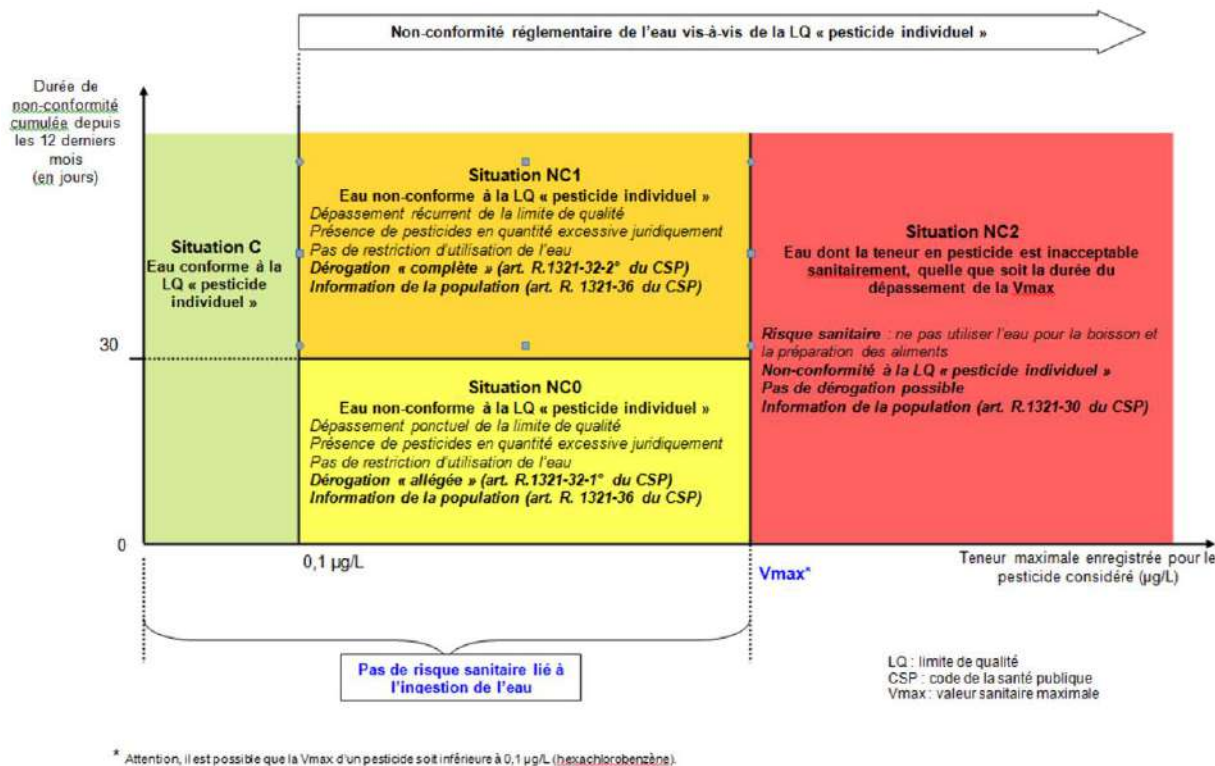 Non-conformité réglementaire de l'eau vis-à-vis de la LQ « pesticide individuel »
Durée de
non-conformité
cumulée depuis
les 12 derniers
mois
(en jours)
Situation C
Eau conforme à la
LQ « pesticide
individuel »
Situation NC1
Eau non-conforme à la LQ « pesticide individuel »
Dépassement récurrent de la limite de qualité
Présence de pesticides en quantité excessive juridiquement
Pas de restriction d'utilisation de l'eau
Dérogation « complète » (art. R.1321-32-2° du CSP)
Information de la population (art. R. 1321-36 du CSP)
Situation NC2
Eau dont la teneur en pesticide est inacceptable
sanitairement, quelle que soit la durée du
dépassement de la Vmax
Risque sanitaire : ne pas utiliser l'eau pour la boisson et
la préparation des aliments
Non-conformité à la LQ « pesticide individuel »
Pas de dérogation possible
Information de la population (art. R.1321-30 du CSP)
30
Situation NC0
Eau non-conforme à la LQ « pesticide individuel »
Dépassement ponctuel de la limite de qualité
Présence de pesticides en quantité excessive juridiquement
Pas de restriction d'utilisation de l'eau
Dérogation « allégée » (art. R.1321-32-1° du CSP)
Information de la population (art. R. 1321-36 du CSP)
0
0,1 µg/L
Vmax*
Teneur maximale enregistrée pour le
pesticide considéré (µg/L)
Pas de risque sanitaire lié à
l'ingestion de l'eau
LQ : limite de qualité
CSP : code de la santé publique
Vmax : valeur sanitaire maximale
* Attention, il est possible que la Vmax d'un pesticide soit inférieure à 0,1 µg/L (hexachlorobenzène).